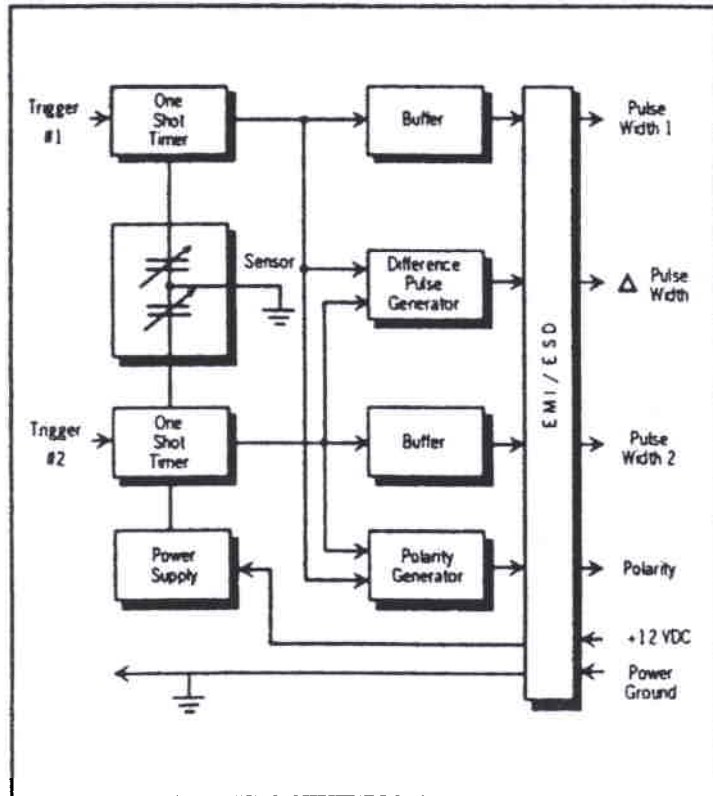 Trigger
#1
One
Shot
Timer
Buffer
Pulse
Width 1
Sensor
Difference
Pulse
Generator
Δ Pulse
Width
EMI/ESD
Trigger
#2
One
Shot
Timer
Buffer
Pulse
Width 2
Power
Supply
Polarity
Generator
Polarity
+12 VDC
Power
Ground